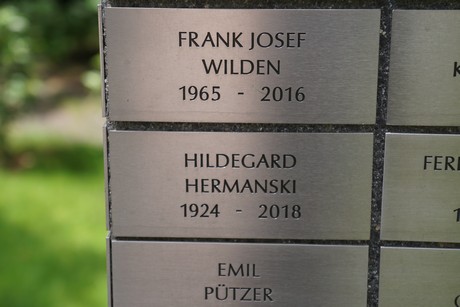 FRANK JOSEF
WILDEN
1965 - 2016
HILDEGARD
HERMANSKI
1924 - 2018
EMIL
PÜTZER